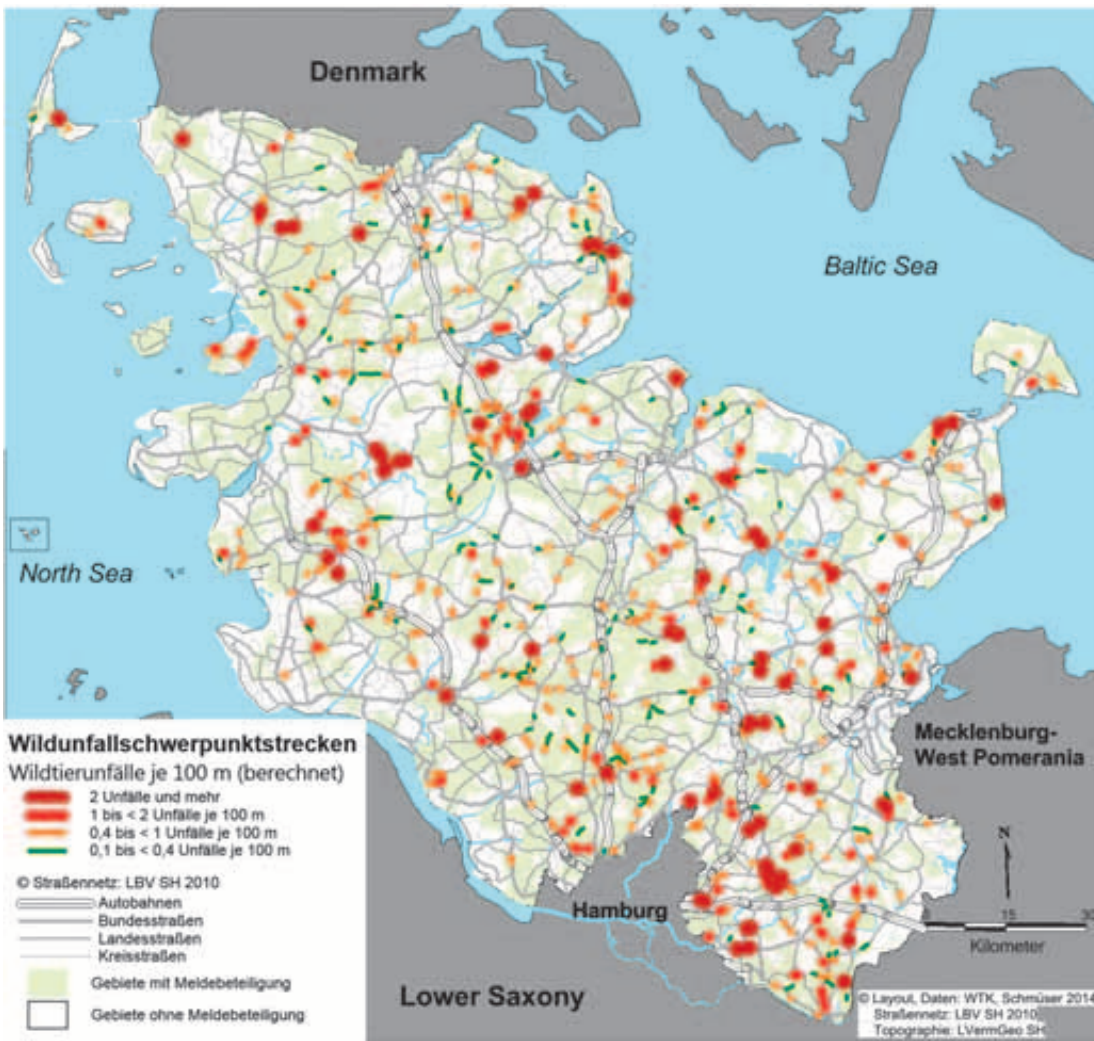 Denmark
Baltic Sea
North Sea
Mecklenburg-
West Pomerania
Hamburg
Lower Saxony
Wildunfallschwerpunktstrecken
Wildtierunfälle je 100 m (berechnet)
2 Unfälle und mehr
1 bis < 2 Unfälle je 100 m
0,4 bis < 1 Unfälle je 100 m
0,1 bis < 0,4 Unfälle je 100 m
© Straßennetz: LBV SH 2010
Autobahnen
Bundesstraßen
Landesstraßen
Kreisstraßen
Gebiete mit Meldebeteiligung
Gebiete ohne Meldebeteiligung
N
0 15 30
Kilometer
© Layout, Daten: WTK, Schmüser 2014
Straßennetz: LBV SH 2010
Topographie: LVermGeo SH